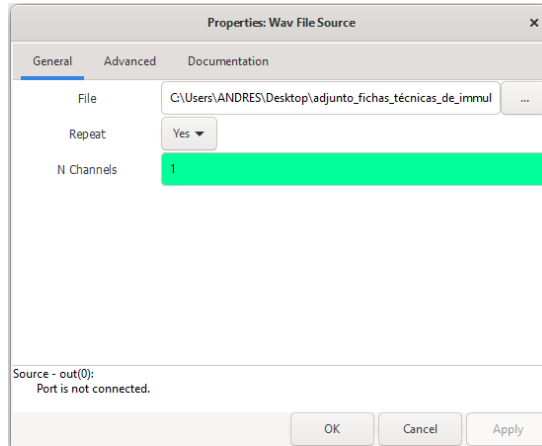 Properties: Wav File Source
General Advanced Documentation
File C:\Users\ANDRES\Desktop\adjunto_fichas_técnicas_de_immul ...
Repeat Yes
N Channels 1
Source - out(0):
Port is not connected.
OK Cancel Apply